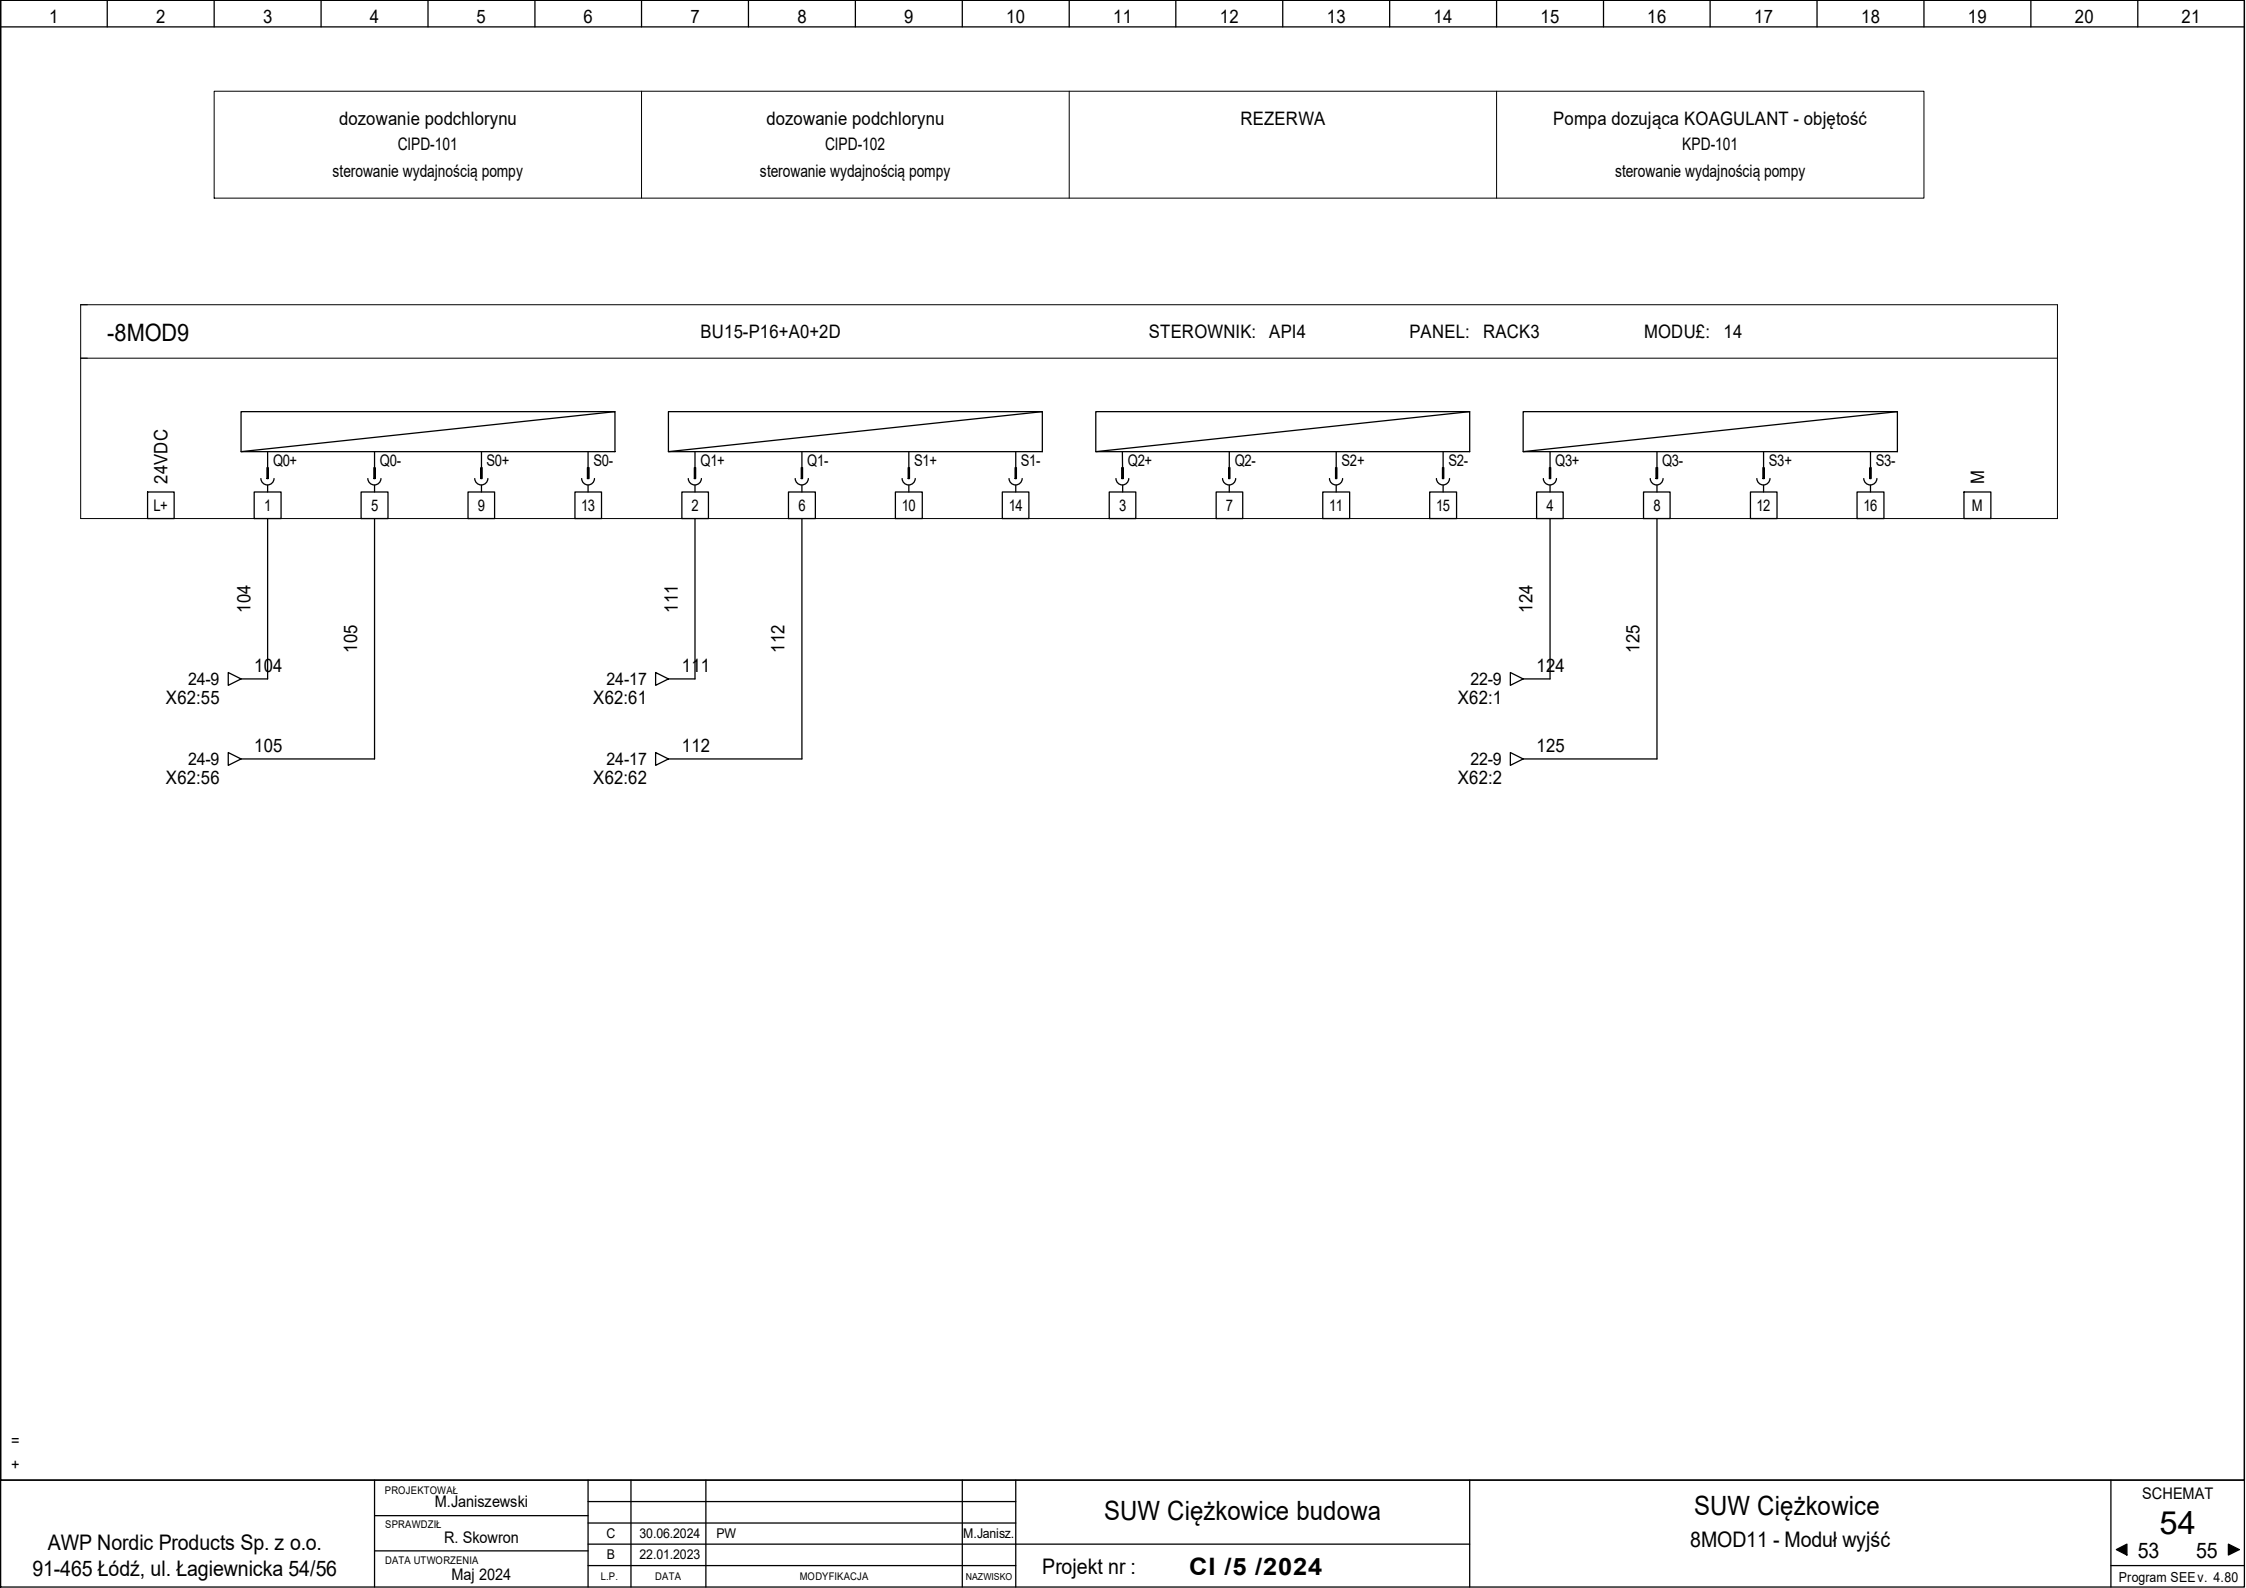 1 2 3 4 5 6 7 8 9 10 11 12 13 14 15 16 17 18 19 20 21
dozowanie podchlorynu
CIPD-101
sterowanie wydajnością pompy
dozowanie podchlorynu
CIPD-102
sterowanie wydajnością pompy
REZERWA
Pompa dozująca KOAGULANT - objętość
KPD-101
sterowanie wydajnością pompy
-8MOD9 BU15-P16+A0+2D STEROWNIK: API4 PANEL: RACK3 MODU£: 14
24VDC Q0+ Q0- S0+ S0- Q1+ Q1- S1+ S1- Q2+ Q2- S2+ S2- Q3+ Q3- S3+ S3- M
L+ 1 5 9 13 2 6 10 14 3 7 11 15 4 8 12 16 M
104 111 124
105 112 125
104 111 124
24-9 24-17 22-9
X62:55 X62:61 X62:1
105 112 125
24-9 24-17 22-9
X62:56 X62:62 X62:2
=
+
AWP Nordic Products Sp. z o.o.
91-465 Łódź, ul. Łagiewnicka 54/56
PROJEKTOWAŁ
M.Janiszewski
SPRAWDZIŁ
R. Skowron
DATA UTWORZENIA
Maj 2024
C 30.06.2024 PW M.Janisz.
B 22.01.2023
L.P. DATA MODYFIKACJA NAZWISKO
SUW Ciężkowice budowa
Projekt nr : CI /5 /2024
SUW Ciężkowice
8MOD11 - Moduł wyjść
SCHEMAT
54
53 55
Program SEE v. 4.80